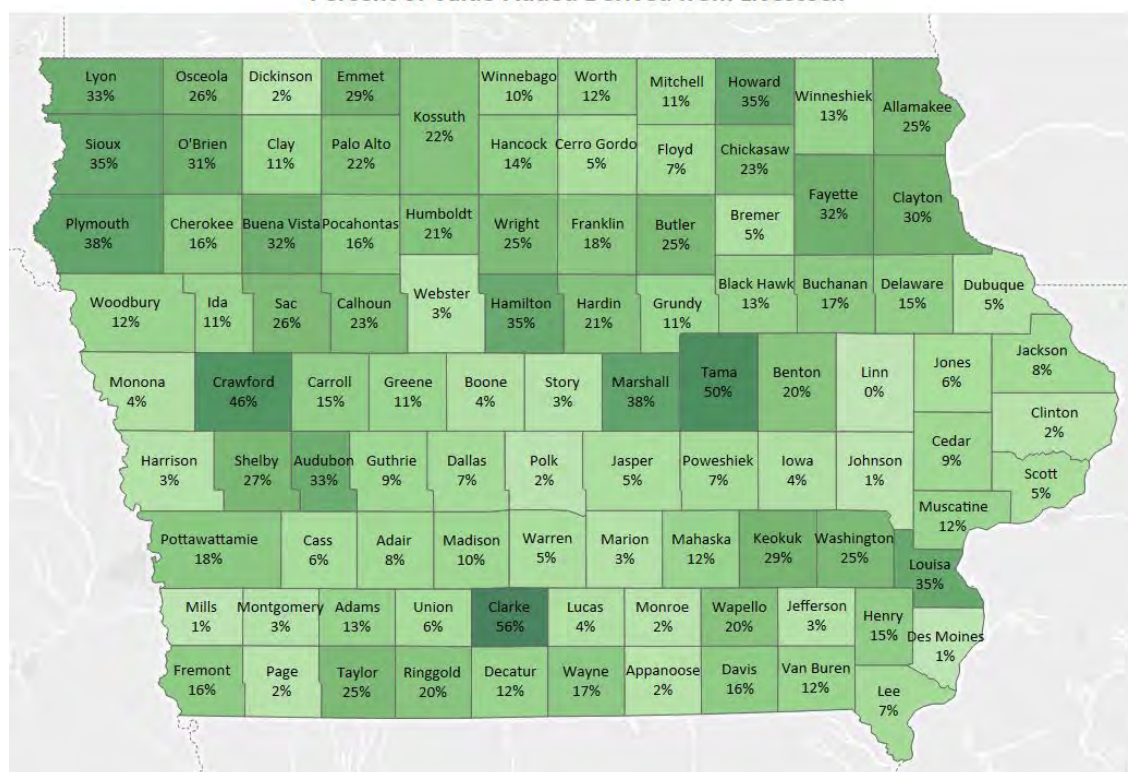 Percent of Value Added Derived from Livestock
Lyon
33%
Osceola
26%
Dickinson
2%
Emmet
29%
Kossuth
22%
Winnebago
10%
Worth
12%
Mitchell
11%
Howard
35%
Winneshiek
13%
Allamakee
25%
Sioux
35%
O'Brien
31%
Clay
11%
Palo Alto
22%
Hancock
14%
Cerro Gordo
5%
Floyd
7%
Chickasaw
23%
Fayette
32%
Clayton
30%
Plymouth
38%
Cherokee
16%
Buena Vista
32%
Pocahontas
16%
Humboldt
21%
Wright
25%
Franklin
18%
Butler
25%
Bremer
5%
Woodbury
12%
Ida
11%
Sac
26%
Calhoun
23%
Webster
3%
Hamilton
35%
Hardin
21%
Grundy
11%
Black Hawk
13%
Buchanan
17%
Delaware
15%
Dubuque
5%
Monona
4%
Crawford
46%
Carroll
15%
Greene
11%
Boone
4%
Story
3%
Marshall
38%
Tama
50%
Benton
20%
Linn
0%
Jones
6%
Jackson
8%
Clinton
2%
Harrison
3%
Shelby
27%
Audubon
33%
Guthrie
9%
Dallas
7%
Polk
2%
Jasper
5%
Poweshiek
7%
Iowa
4%
Johnson
1%
Cedar
9%
Scott
5%
Muscatine
12%
Pottawattamie
18%
Cass
6%
Adair
8%
Madison
10%
Warren
5%
Marion
3%
Mahaska
12%
Keokuk
29%
Washington
25%
Louisa
35%
Mills
1%
Montgomery
3%
Adams
13%
Union
6%
Clarke
56%
Lucas
4%
Monroe
2%
Wapello
20%
Jefferson
3%
Henry
15%
Des Moines
1%
Fremont
16%
Page
2%
Taylor
25%
Ringgold
20%
Decatur
12%
Wayne
17%
Appanoose
2%
Davis
16%
Van Buren
12%
Lee
7%